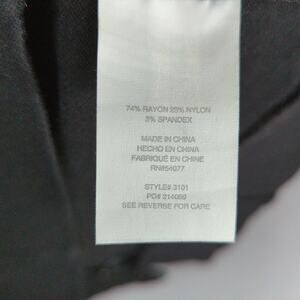 74% RAYON 23% NYLON
3% SPANDEX
MADE IN CHINA
HECHO EN CHINA
FABRIQUÉ EN CHINE
RN#54077
STYLE# 3101
PO# 214059
SEE REVERSE FOR CARE